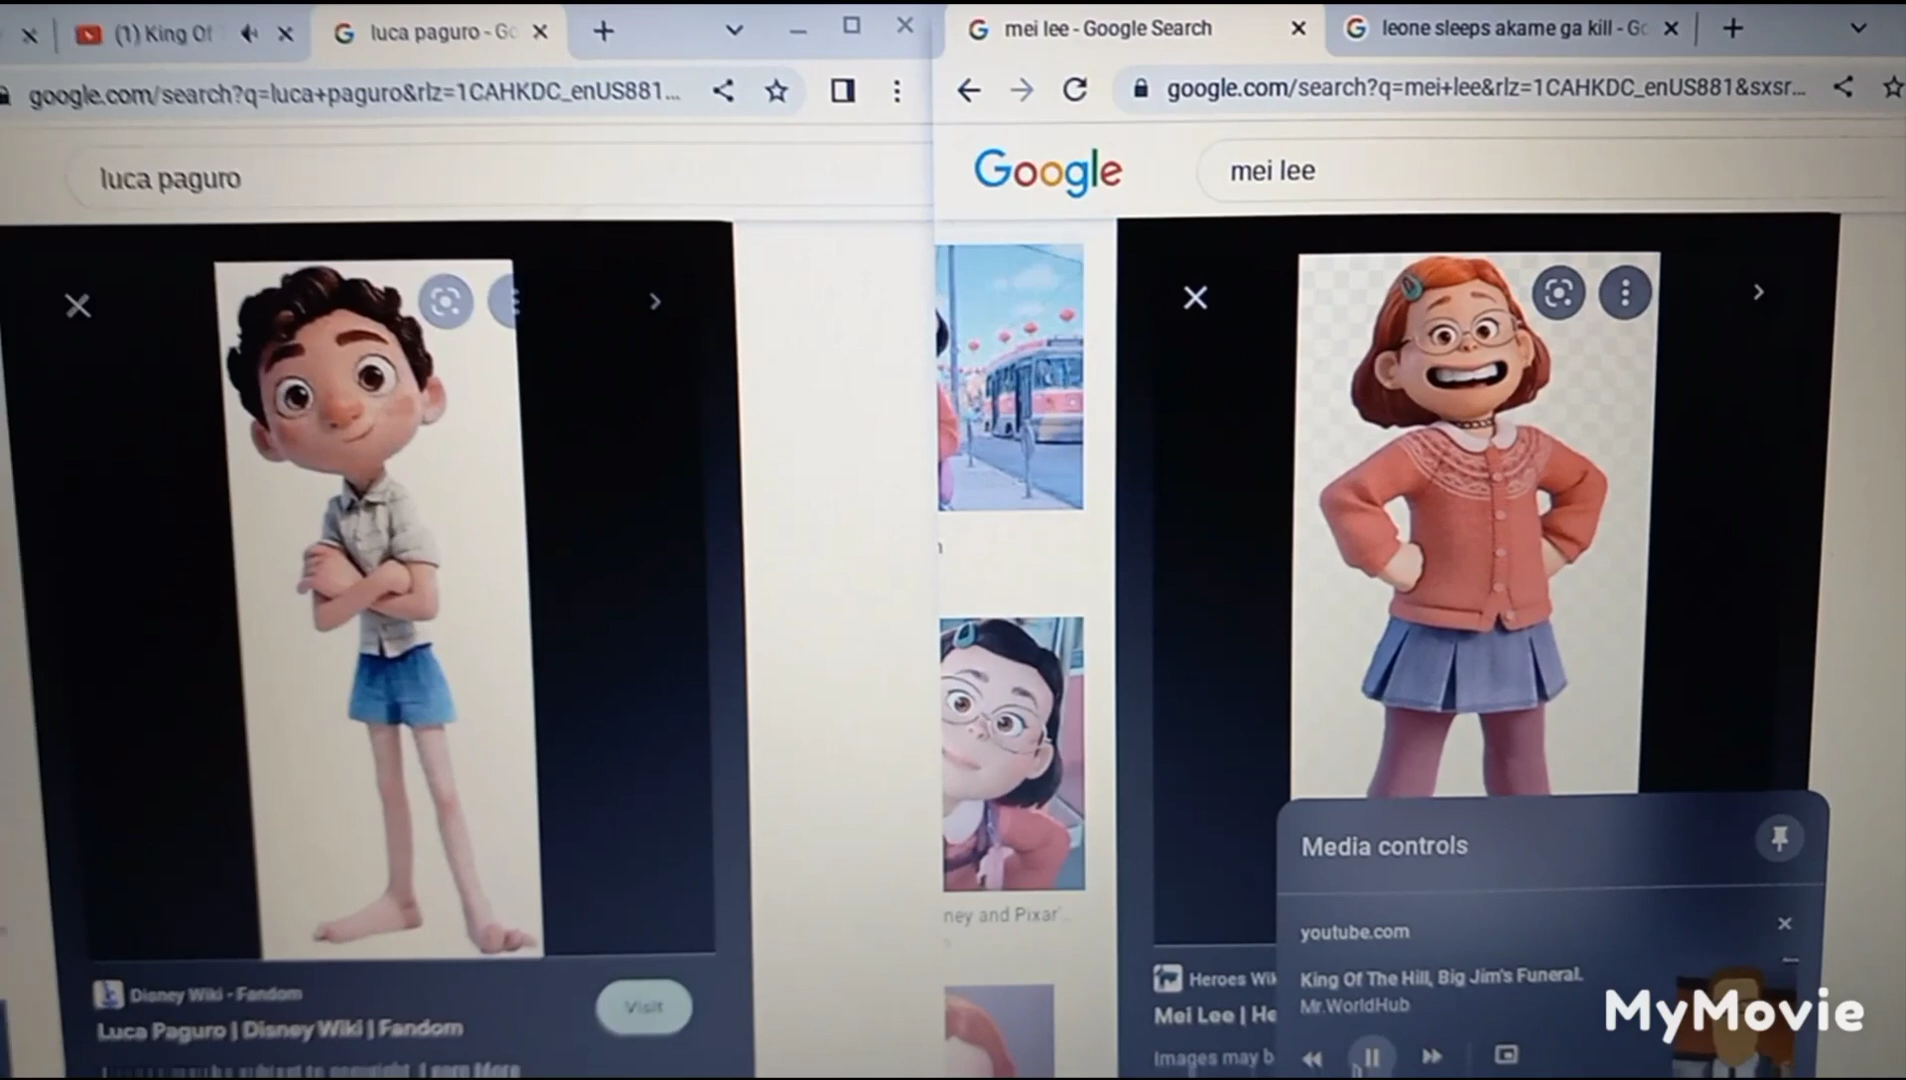 (1) King Of
luca paguro - Go
google.com/search?q=luca+paguro&rlz=1CAHKDC_enUS881...
luca paguro
Disney Wiki - Fandom
Luca Paguro | Disney Wiki | Fandom
Visit
mei lee - Google Search
leone sleeps akame ga kill - Go
google.com/search?q=mei+lee&rlz=1CAHKDC_enUS881&sxsr...
Google
mei lee
ney and Pixar'...
Heroes Wik
Mei Lee | He
Images may b
Media controls
youtube.com
King Of The Hill, Big Jim's Funeral.
Mr.WorldHub
MyMovie